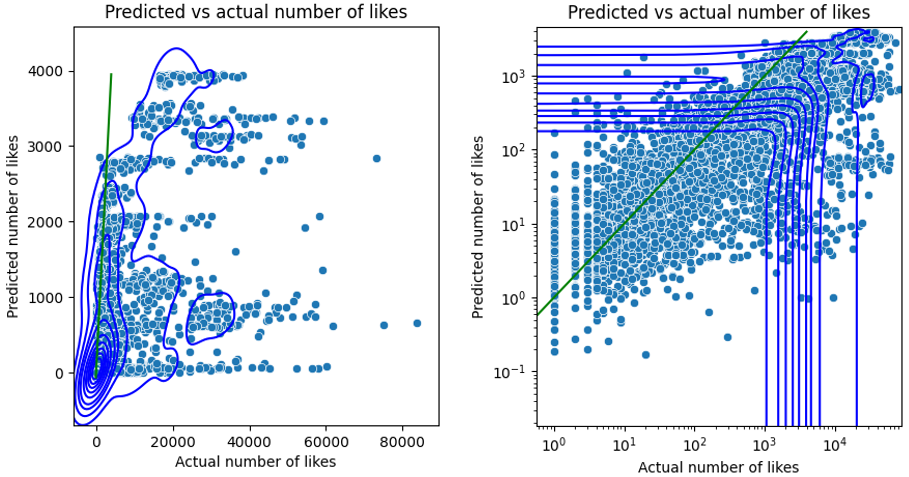 Predicted vs actual number of likes
Predicted number of likes
4000
3000
2000
1000
0
0 20000 40000 60000 80000
Actual number of likes
Predicted vs actual number of likes
Predicted number of likes
10³
10²
10¹
10⁰
10⁻¹
10⁰ 10¹ 10² 10³ 10⁴
Actual number of likes